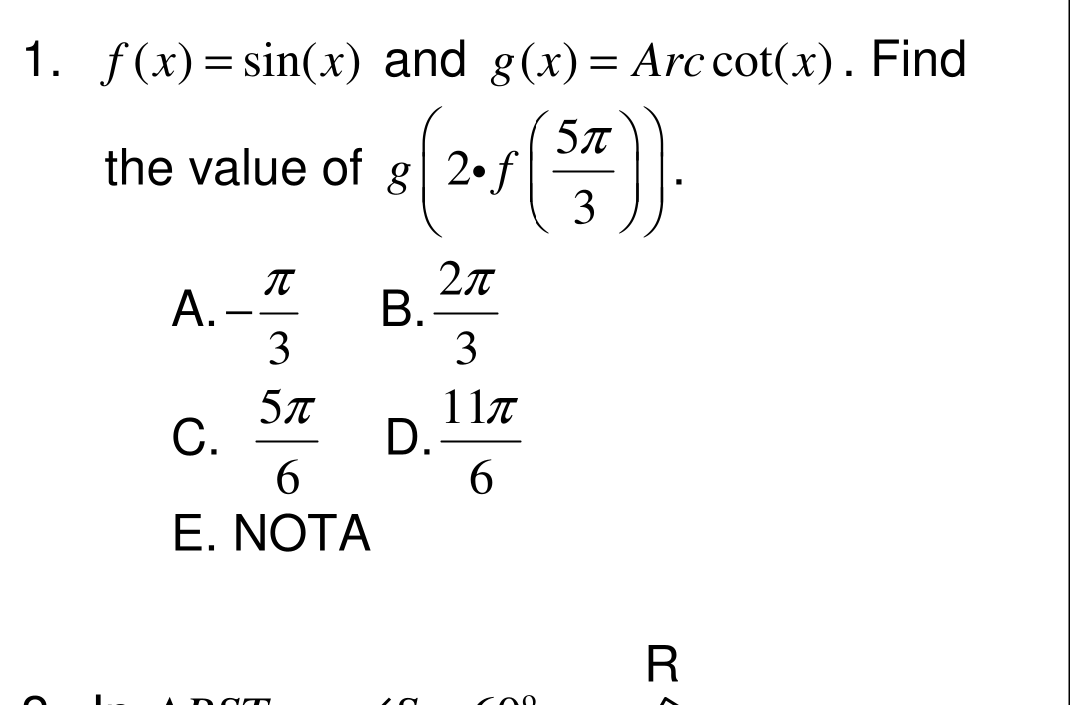 1. f(x) = sin(x) and g(x) = Arc cot(x). Find
the value of g(2•f(5π/3)).
A. −π/3 B. 2π/3
C. 5π/6 D. 11π/6
E. NOTA
R